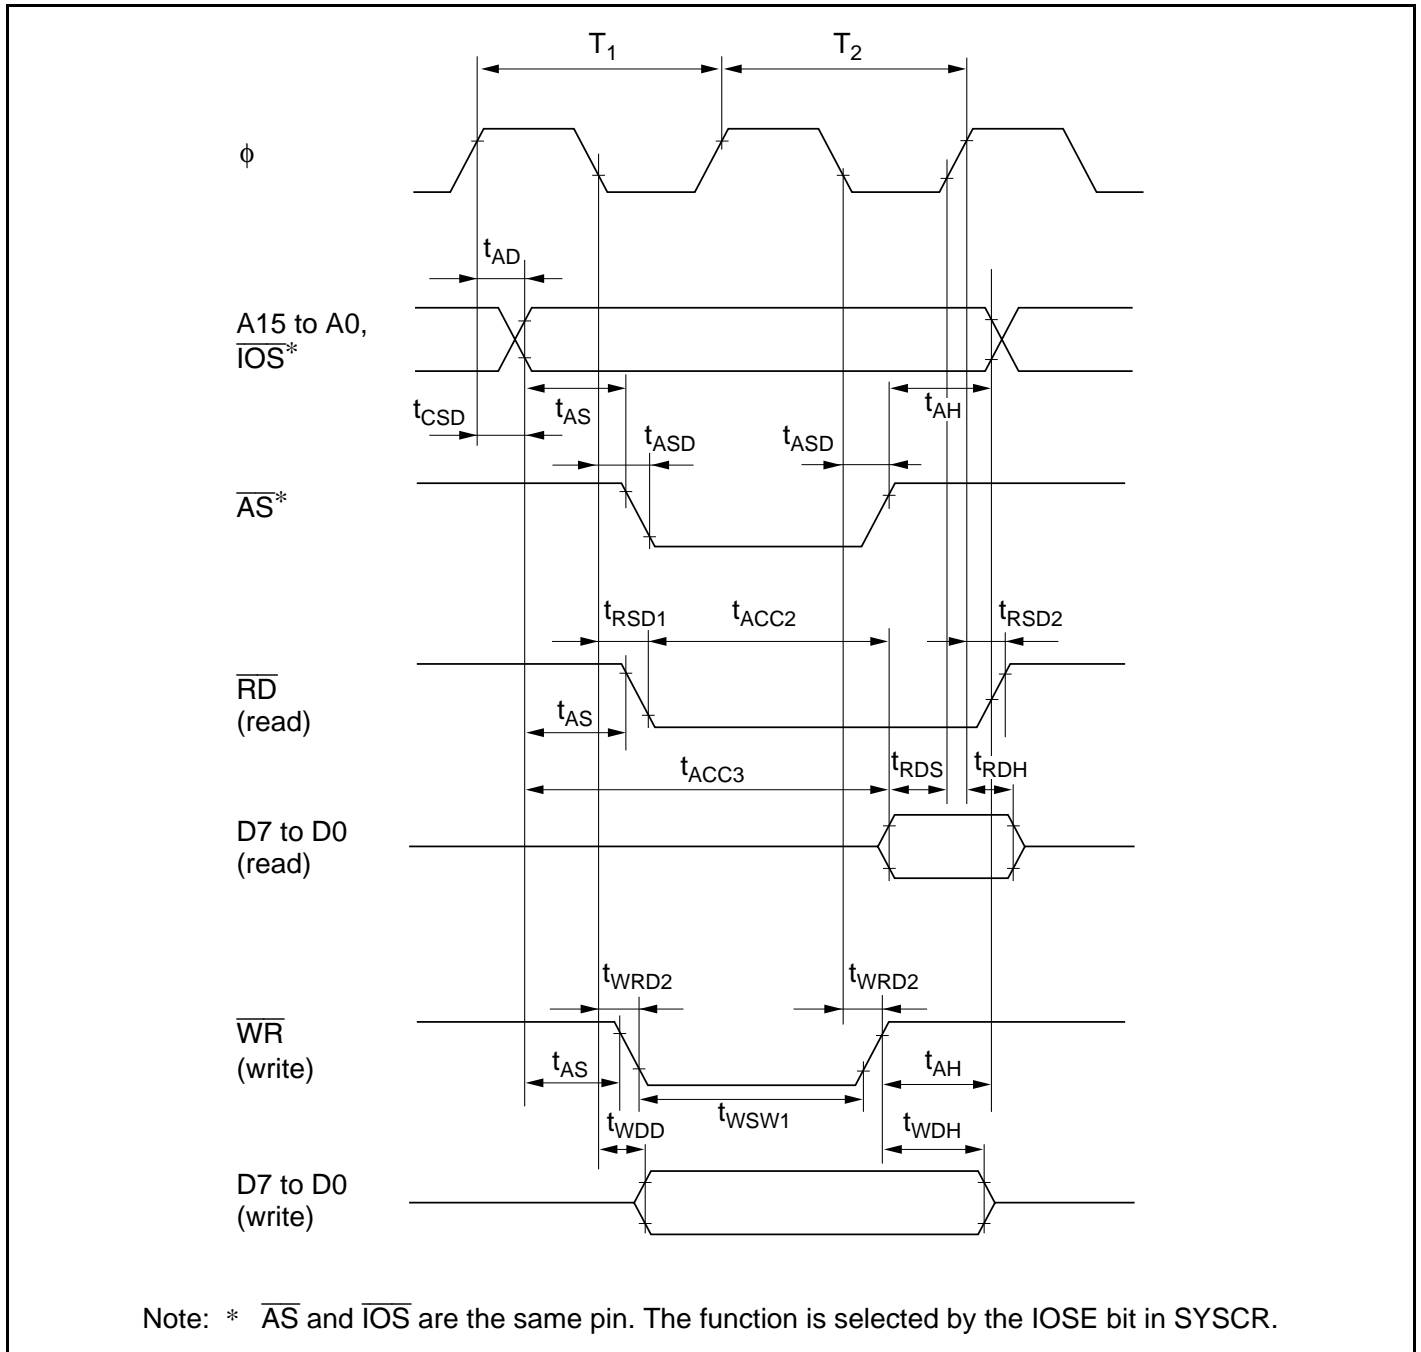 T1 T2
ϕ
tAD
A15 to A0,
IOS*
tCSD tAS tAH
tASD tASD
AS*
tRSD1 tACC2 tRSD2
RD
(read)
tAS
tACC3 tRDS tRDH
D7 to D0
(read)
tWRD2 tWRD2
WR
(write)
tAS tAH
tWSW1
tWDD tWDH
D7 to D0
(write)
Note: * AS and IOS are the same pin. The function is selected by the IOSE bit in SYSCR.